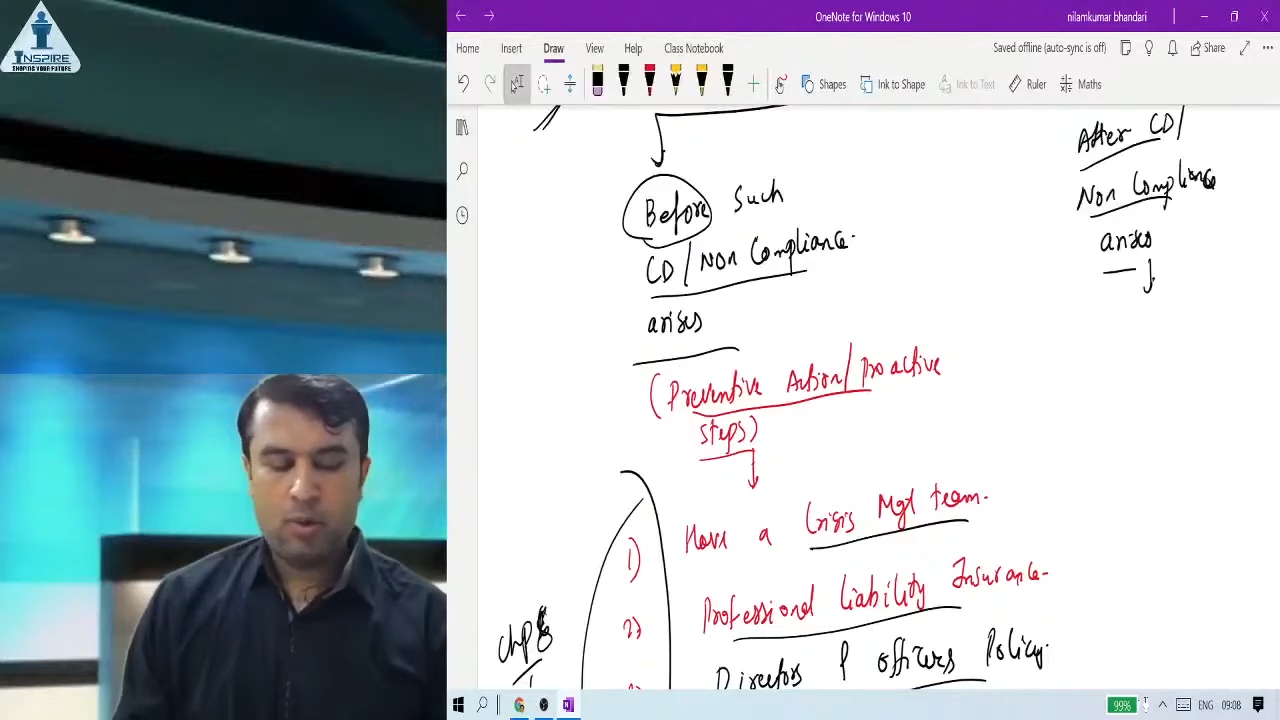 INSPIRE
SHAPING YOUR FUTURE
OneNote for Windows 10
nilamkumar bhandari
Home Insert Draw View Help Class Notebook
Saved offline (auto-sync is off)
Share
Shapes
Ink to Shape
Ink to Text
Ruler
Maths
After CD/
Non Compliance
arises
Before such
CD/Non Compliance.
arises
(Preventive Action/Proactive
steps)
1) Have a Crisis Mgt team.
2) Professional Liability Insurance.
Directors & officers Policy.
99%
ENG 09:08